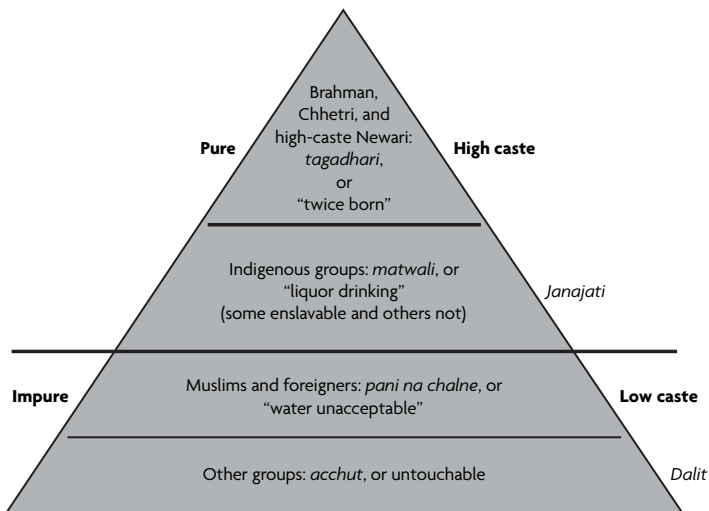 Brahman,
Chhetri, and
high-caste Newari:
tagadhari,
or
“twice born”
Pure
High caste
Indigenous groups: matwali, or
“liquor drinking”
(some enslavable and others not)
Janajati
Impure
Muslims and foreigners: pani na chalne, or
“water unacceptable”
Low caste
Other groups: acchut, or untouchable
Dalit